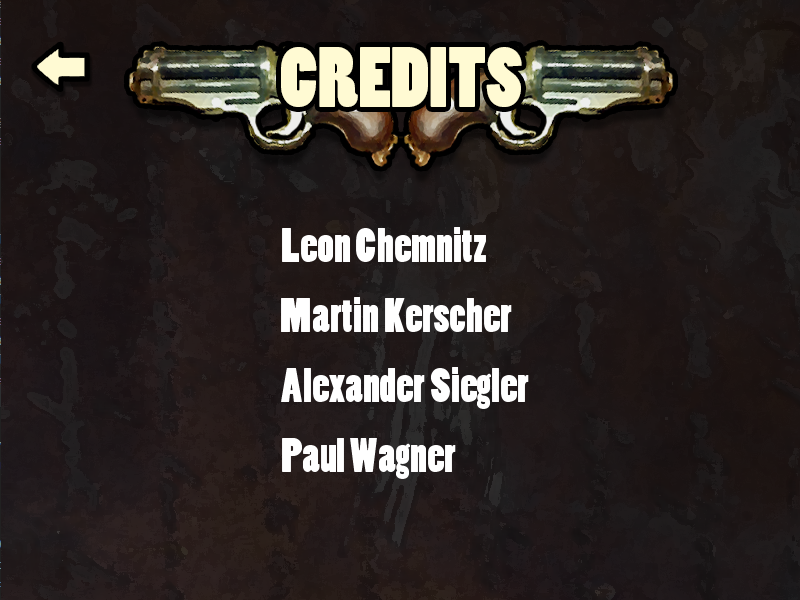 CREDITS
Leon Chemnitz
Martin Kerscher
Alexander Siegler
Paul Wagner